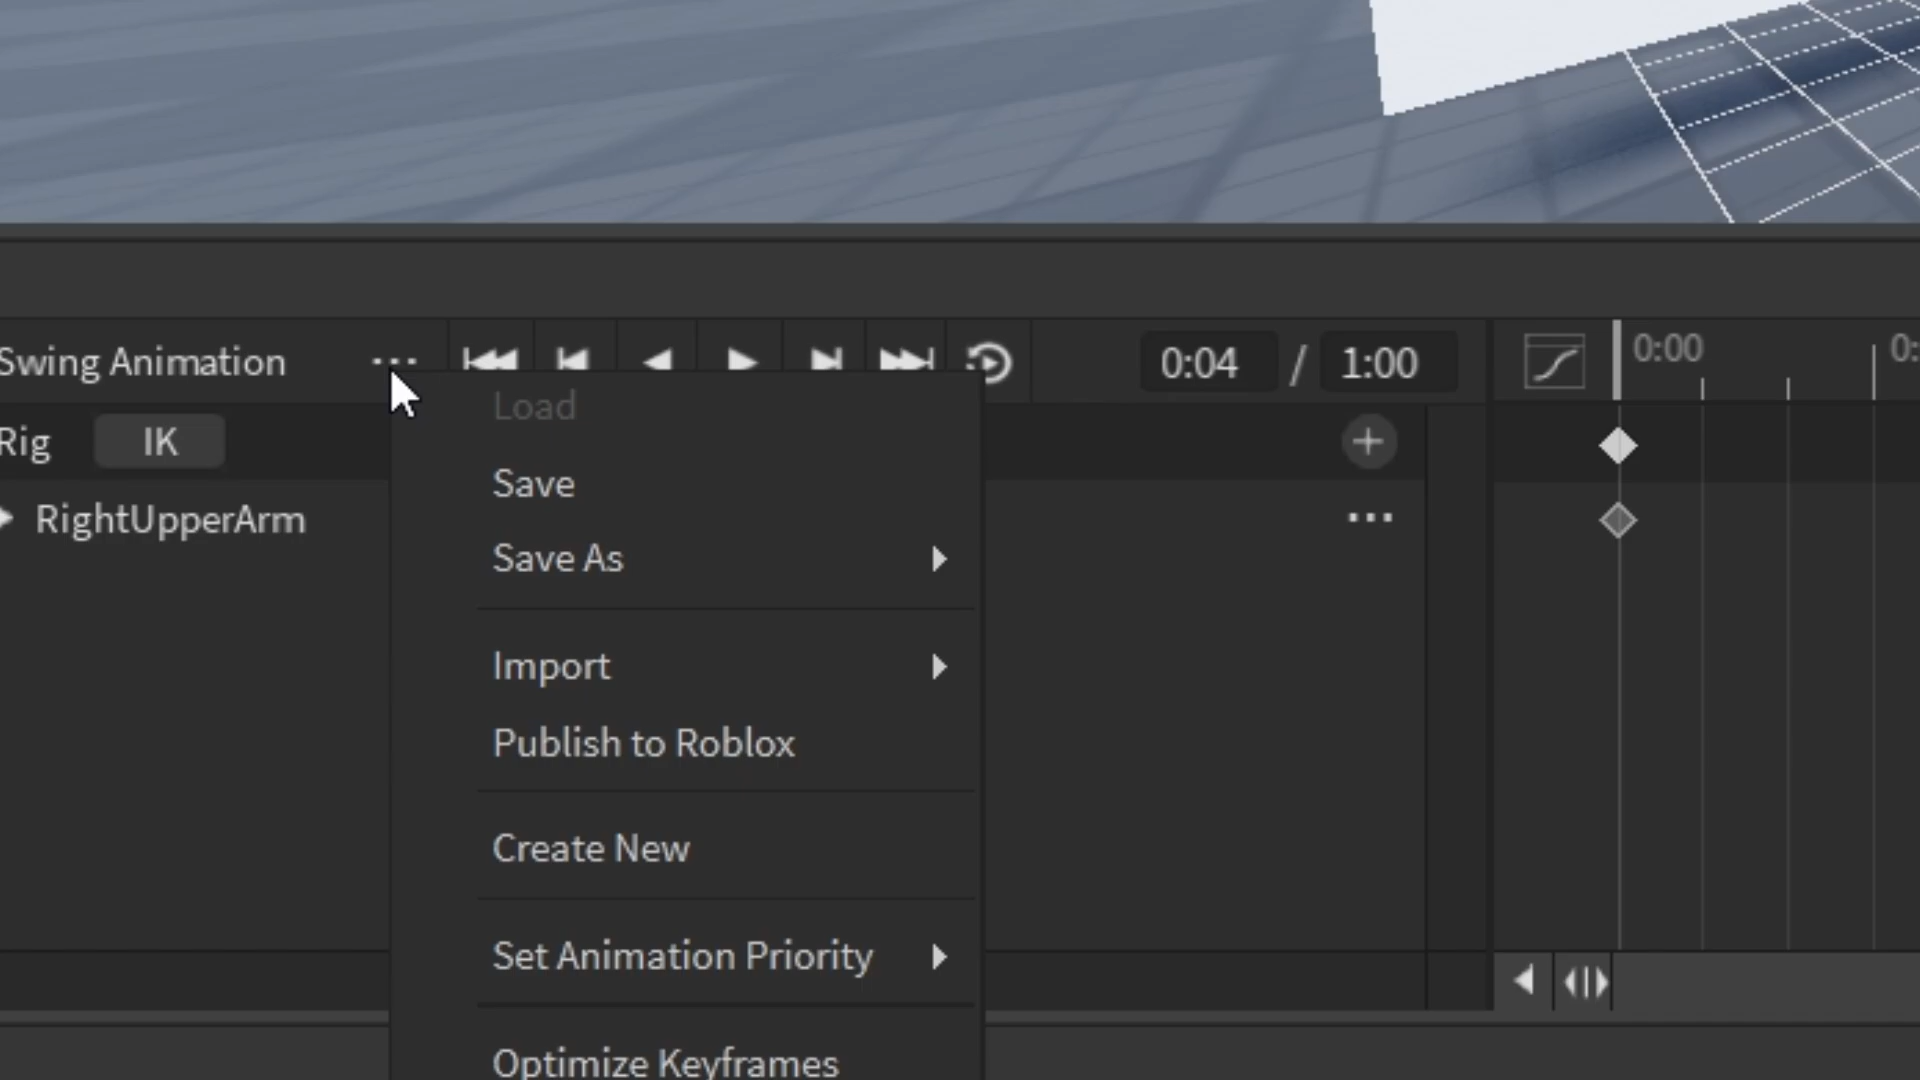 Swing Animation ... 0:04 / 1:00 0:00
Load
Rig IK
Save
RightUpperArm ...
Save As
Import
Publish to Roblox
Create New
Set Animation Priority
Optimize Keyframes